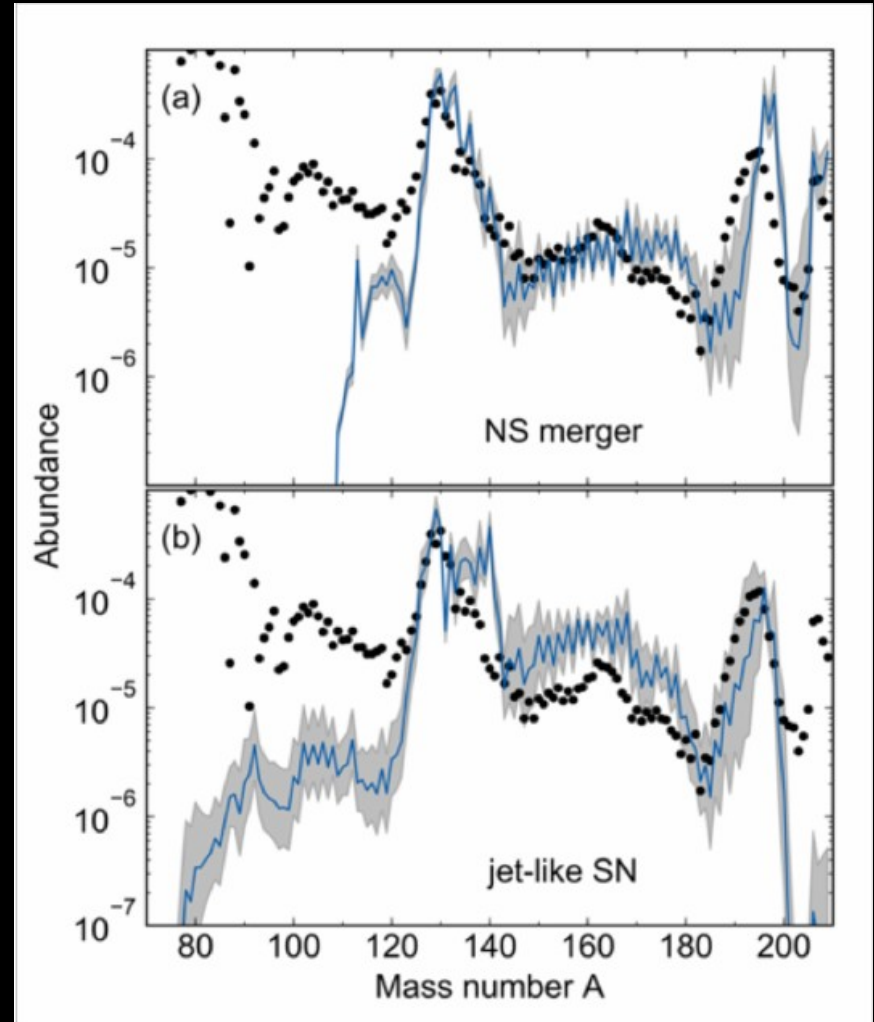 (a)
10⁻⁴
10⁻⁵
10⁻⁶
NS merger
Abundance
(b)
10⁻⁴
10⁻⁵
10⁻⁶
10⁻⁷
jet-like SN
80 100 120 140 160 180 200
Mass number A